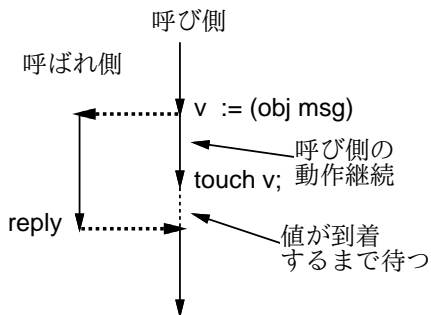 呼び側
呼ばれ側
v := (obj msg)
呼び側の
動作継続
touch v;
reply
値が到着
するまで待つ